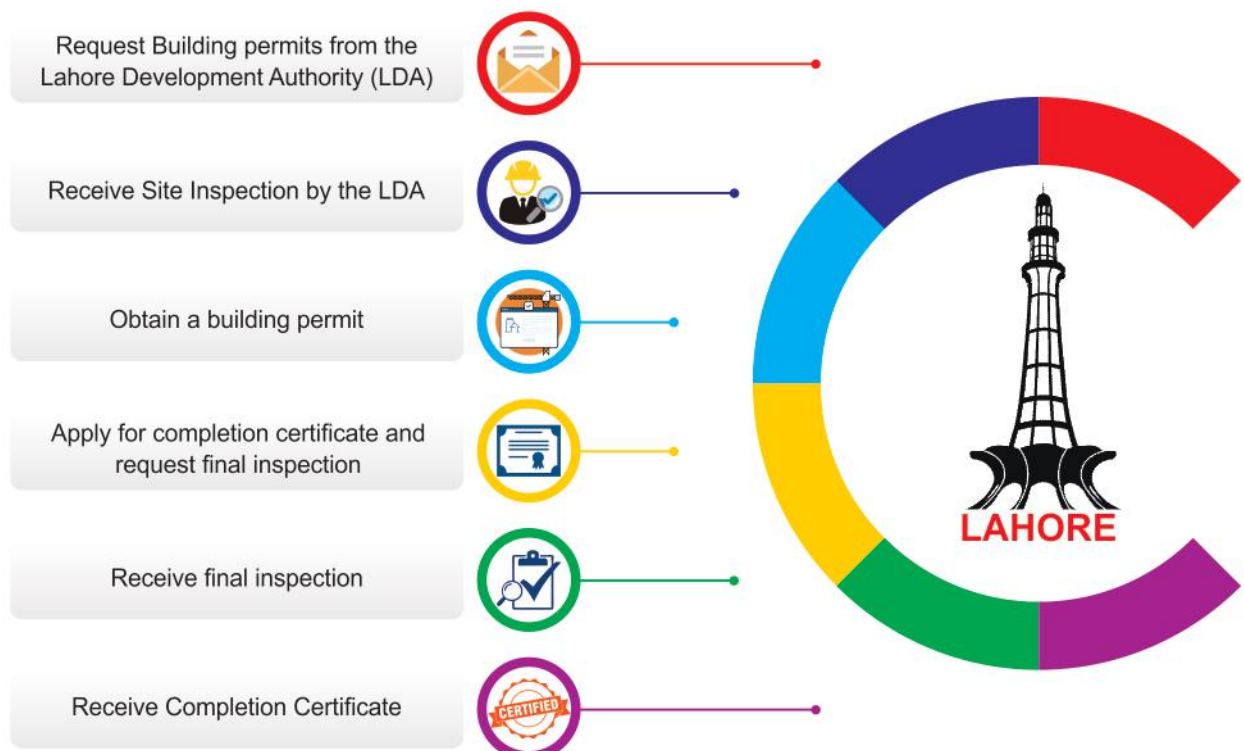 Request Building permits from the
Lahore Development Authority (LDA)
Receive Site Inspection by the LDA
Obtain a building permit
Apply for completion certificate and
request final inspection
Receive final inspection
Receive Completion Certificate
CERTIFIED
LAHORE